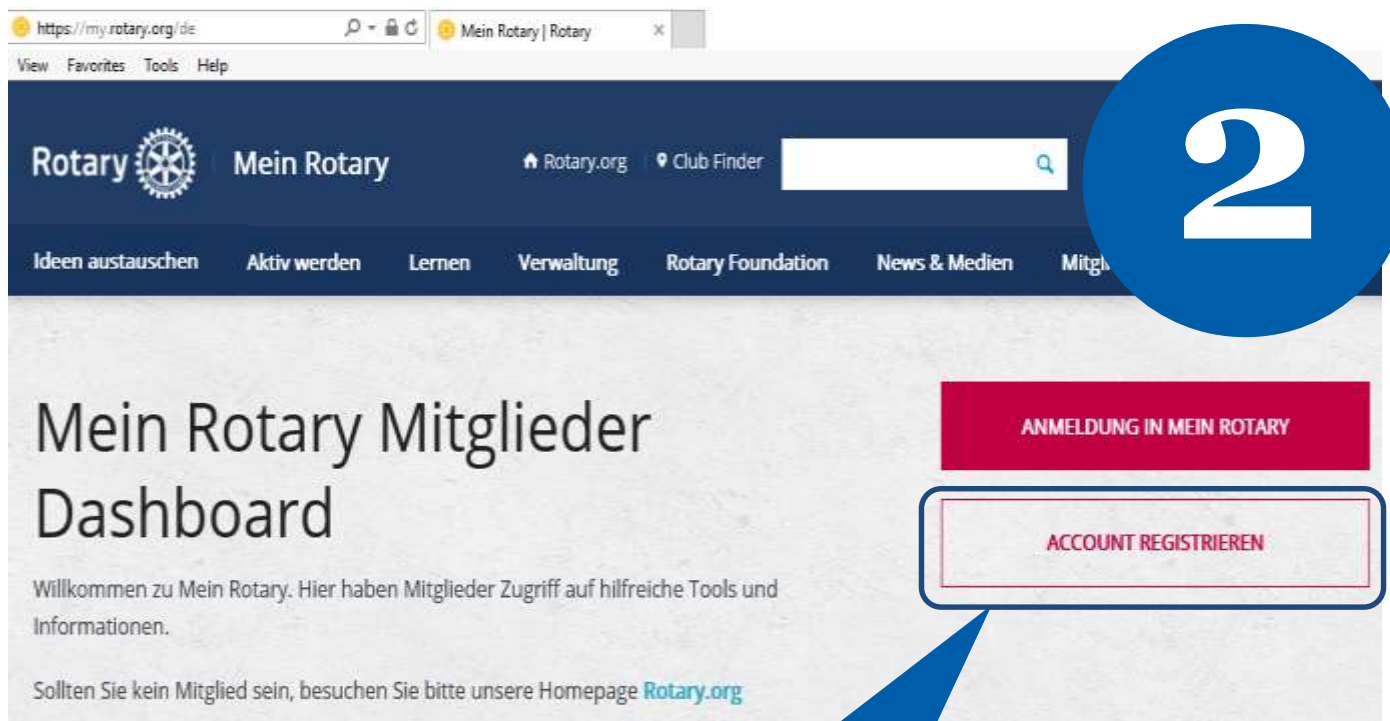 https://my.rotary.org/de
Mein Rotary | Rotary
View Favorites Tools Help
2
Rotary
Mein Rotary
Rotary.org
Club Finder
Ideen austauschen Aktiv werden Lernen Verwaltung Rotary Foundation News & Medien
Mein Rotary Mitglieder
Dashboard
Willkommen zu Mein Rotary. Hier haben Mitglieder Zugriff auf hilfreiche Tools und
Informationen.
Sollten Sie kein Mitglied sein, besuchen Sie bitte unsere Homepage Rotary.org
ANMELDUNG IN MEIN ROTARY
ACCOUNT REGISTRIEREN